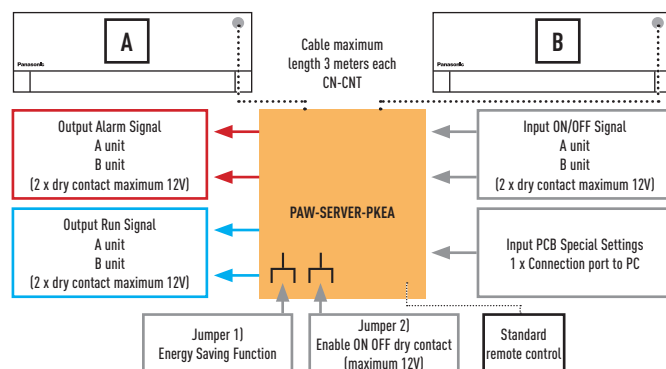 A
Panasonic
Cable maximum
length 3 meters each
CN-CNT
B
Panasonic
Output Alarm Signal
A unit
B unit
(2 x dry contact maximum 12V)
Output Run Signal
A unit
B unit
(2 x dry contact maximum 12V)
PAW-SERVER-PKEA
Input ON/OFF Signal
A unit
B unit
(2 x dry contact maximum 12V)
Input PCB Special Settings
1 x Connection port to PC
Jumper 1)
Energy Saving Function
Jumper 2)
Enable ON OFF dry contact
(maximum 12V)
Standard
remote control